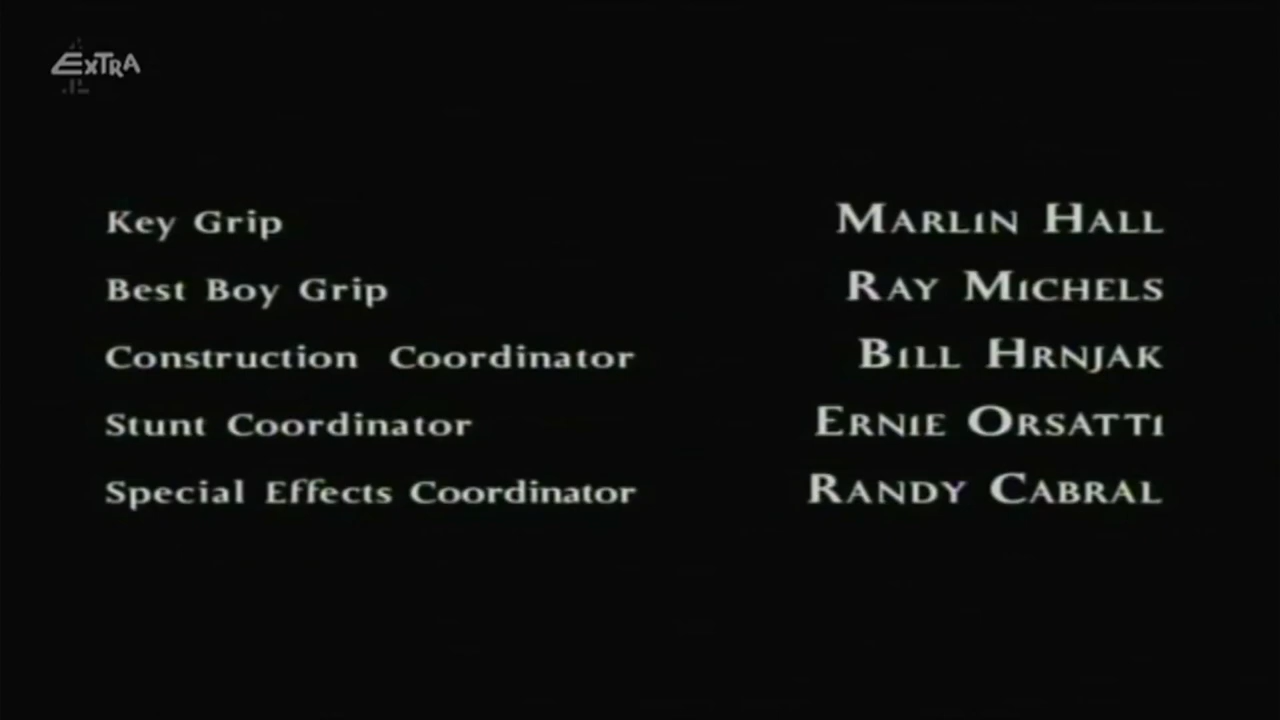 4 EXTRA
Key Grip MARLIN HALL
Best Boy Grip RAY MICHELS
Construction Coordinator BILL HRNJAK
Stunt Coordinator ERNIE ORSATTI
Special Effects Coordinator RANDY CABRAL